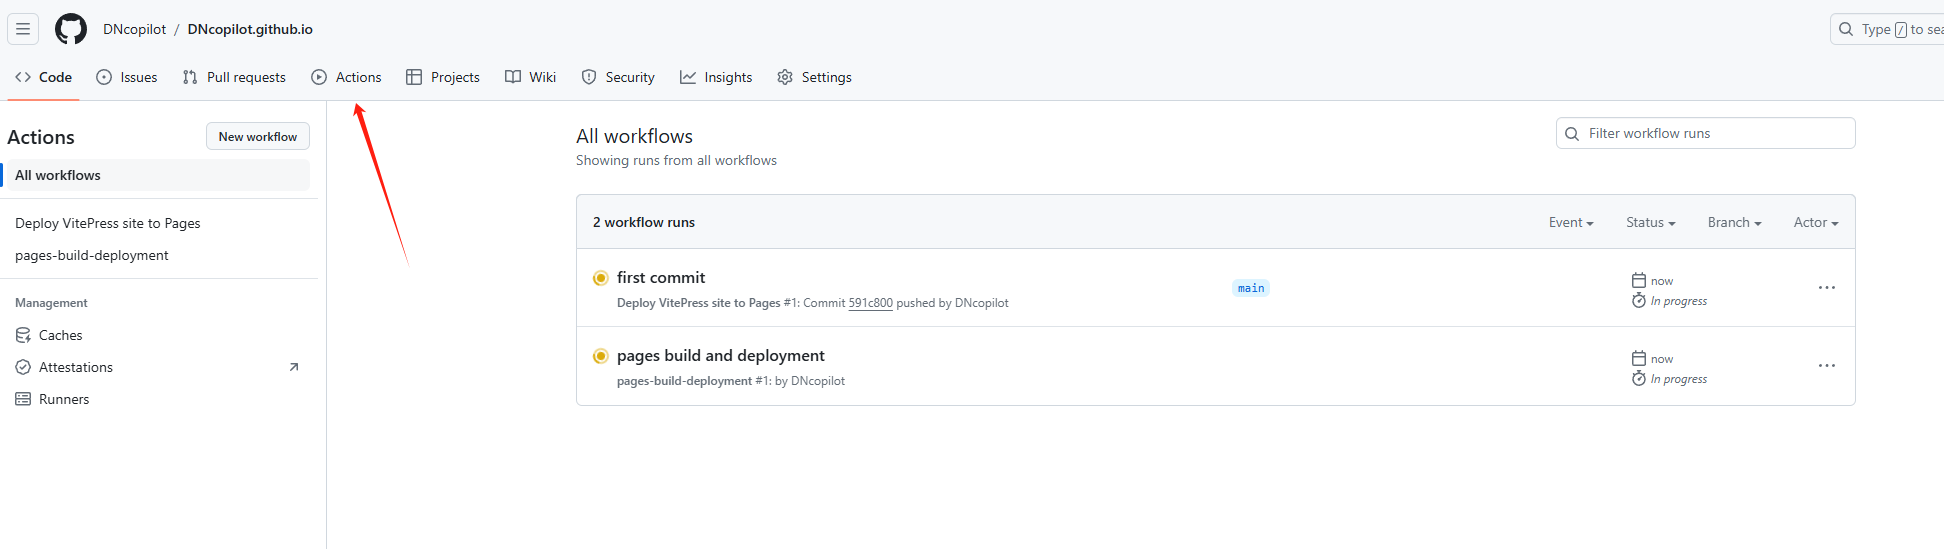 DNcopilot / DNcopilot.github.io
Type / to sea
Code Issues Pull requests Actions Projects Wiki Security Insights Settings
Actions
New workflow
All workflows
Deploy VitePress site to Pages
pages-build-deployment
Management
Caches
Attestations
Runners
All workflows
Showing runs from all workflows
Filter workflow runs
2 workflow runs
Event Status Branch Actor
first commit
Deploy VitePress site to Pages #1: Commit 591c800 pushed by DNcopilot
main
now
In progress
pages build and deployment
pages-build-deployment #1: by DNcopilot
now
In progress